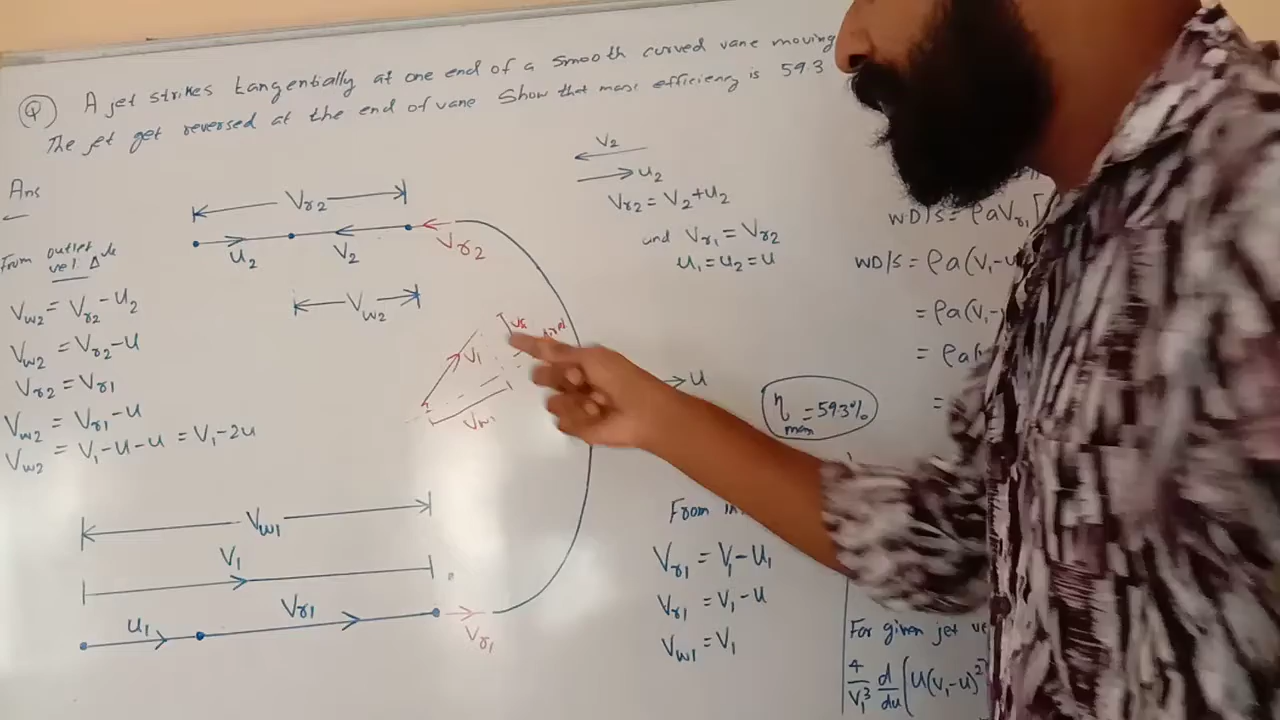 Q A jet strikes tangentially at one end of a smooth curved vane moving
The jet get reversed at the end of vane Show that max efficiency is 59.3
Ans
From outlet vel. Δle
Vw2 = Vr2 - u2
Vw2 = Vr2 - u
Vr2 = Vr1
Vw2 = Vr1 - u
Vw2 = V1 - u - u = V1 - 2u
Vr2
u2 V2
Vr2
Vw2
V2
u2
Vr2 = V2 + u2
and Vr1 = Vr2
u1 = u2 = u
V1
Vw1
u
η max = 59.3%
Vw1
V1
u1 Vr1
Vr1
From in
Vr1 = V1 - u1
Vr1 = V1 - u
Vw1 = V1
WD/S = ρaVr1[
WD/S = ρa(V1-u
= ρa(V1-
= ρa(
=
For given jet ve
4/V1³ d/du (u(V1-u)²